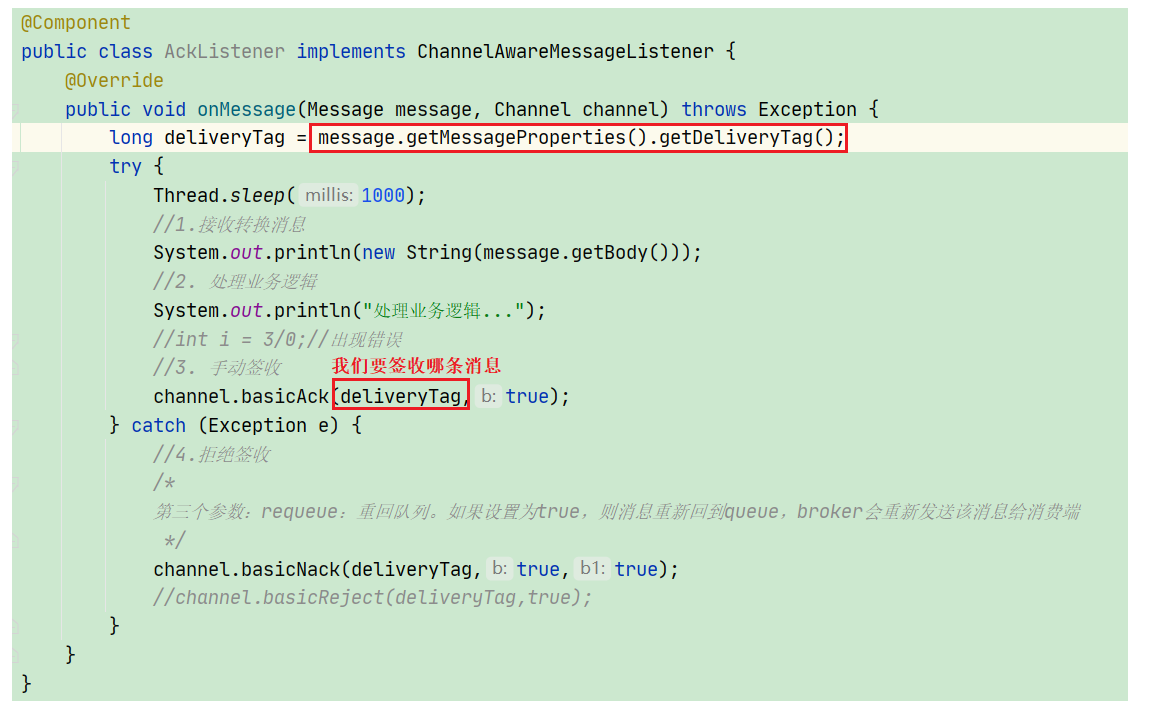 @Component
public class AckListener implements ChannelAwareMessageListener {
@Override
public void onMessage(Message message, Channel channel) throws Exception {
long deliveryTag = message.getMessageProperties().getDeliveryTag();
try {
Thread.sleep( millis: 1000);
//1.接收转换消息
System.out.println(new String(message.getBody()));
//2. 处理业务逻辑
System.out.println("处理业务逻辑...");
//int i = 3/0;//出现错误
//3. 手动签收 我们要签收哪条消息
channel.basicAck(deliveryTag, b: true);
} catch (Exception e) {
//4.拒绝签收
/*
第三个参数：requeue：重回队列。如果设置为true，则消息重新回到queue，broker会重新发送该消息给消费端
*/
channel.basicNack(deliveryTag, b: true, b1: true);
//channel.basicReject(deliveryTag,true);
}
}
}